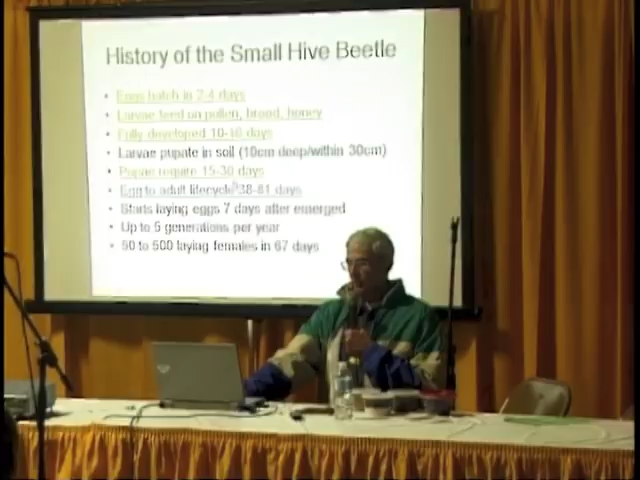 History of the Small Hive Beetle
Eggs hatch in 2-4 days
Larvae feed on pollen, brood, honey
Fully developed 10-16 days
Larvae pupate in soil (10cm deep/within 30cm)
Pupae require 15-30 days
Egg to adult lifecycle 38-81 days
Starts laying eggs 7 days after emerged
Up to 5 generations per year
50 to 500 laying females in 67 days